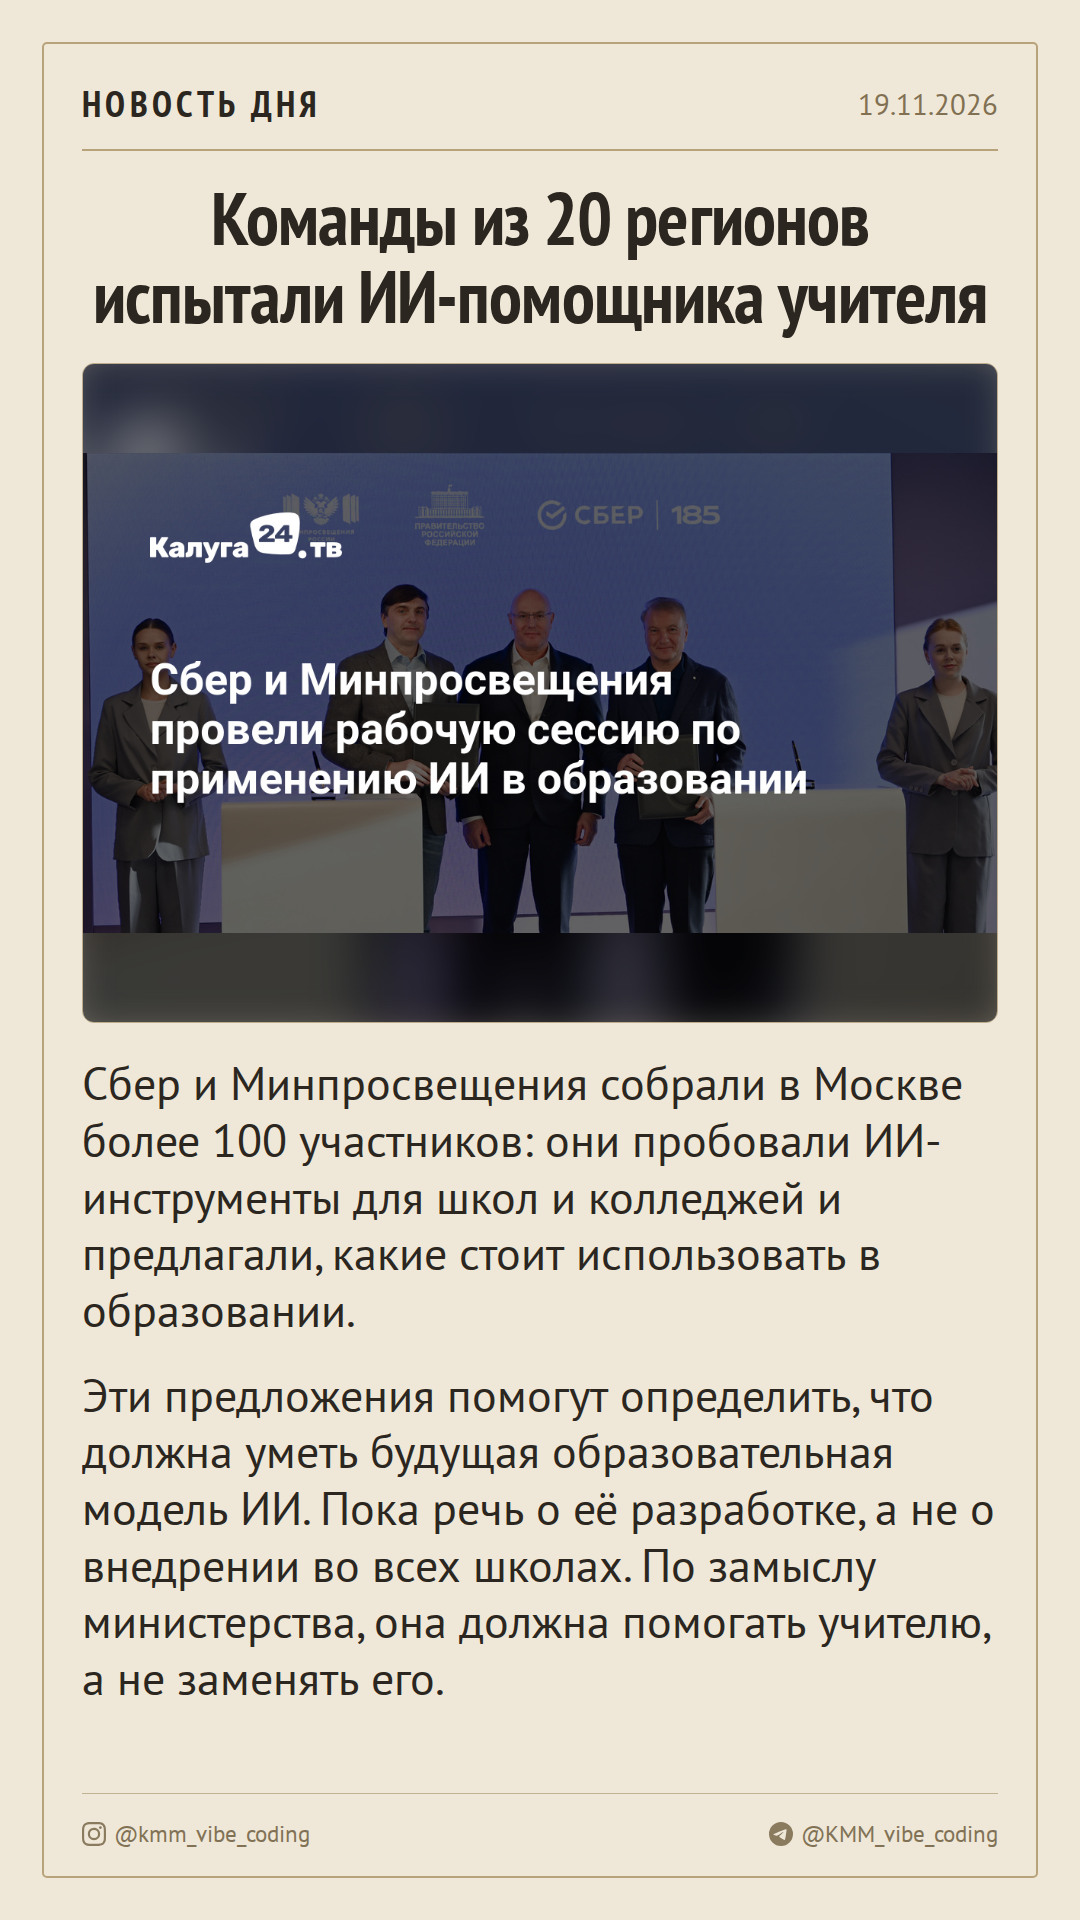 НОВОСТЬ ДНЯ
19.11.2026
Команды из 20 регионов
испытали ИИ-помощника учителя
ПРАВИТЕЛЬСТВО
РОССИЙСКОЙ
ФЕДЕРАЦИИ
СБЕР | 185
Калуга 24.тв
Сбер и Минпросвещения
провели рабочую сессию по
применению ИИ в образовании
Сбер и Минпросвещения собрали в Москве
более 100 участников: они пробовали ИИ-
инструменты для школ и колледжей и
предлагали, какие стоит использовать в
образовании.
Эти предложения помогут определить, что
должна уметь будущая образовательная
модель ИИ. Пока речь о её разработке, а не о
внедрении во всех школах. По замыслу
министерства, она должна помогать учителю,
а не заменять его.
@kmm_vibe_coding
@KMM_vibe_coding